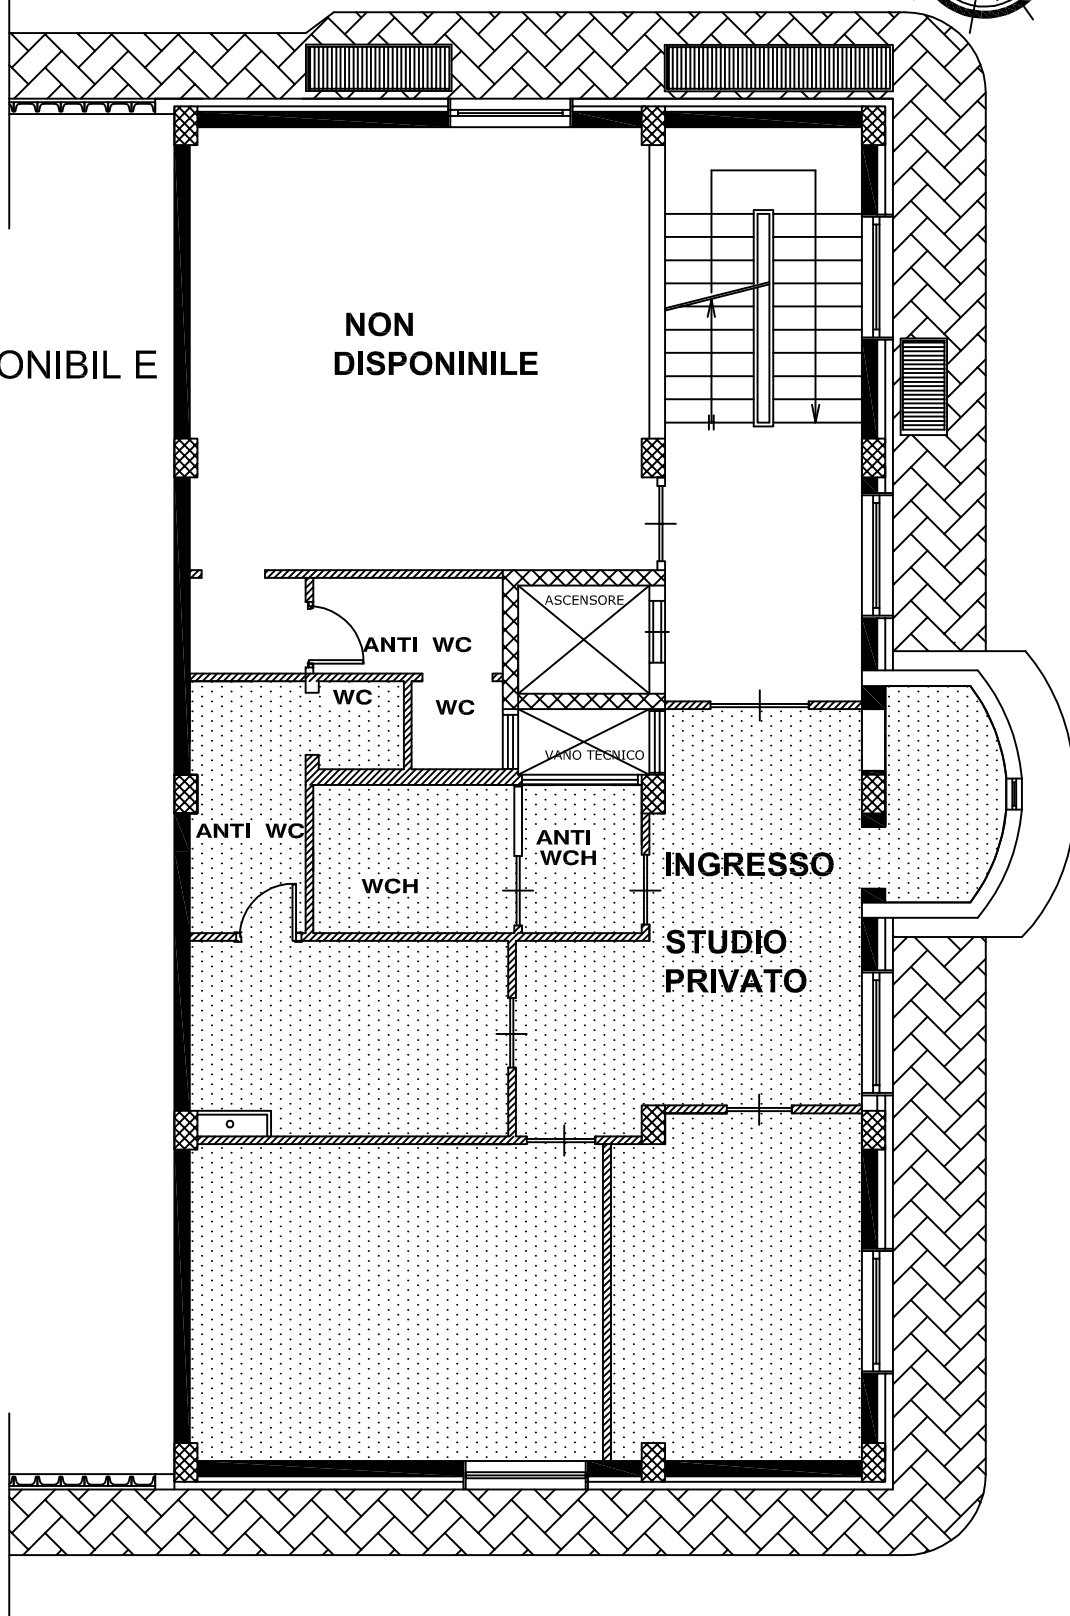 NON
DISPONINILE
ONIBIL E
ASCENSORE
ANTI WC
WC
WC
VANO TECNICO
ANTI WC
ANTI
WCH
WCH
INGRESSO
STUDIO
PRIVATO